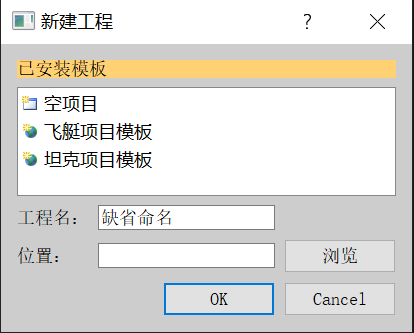 新建工程
已安装模板
空项目
飞艇项目模板
坦克项目模板
工程名： 缺省命名
位置： 浏览
OK Cancel